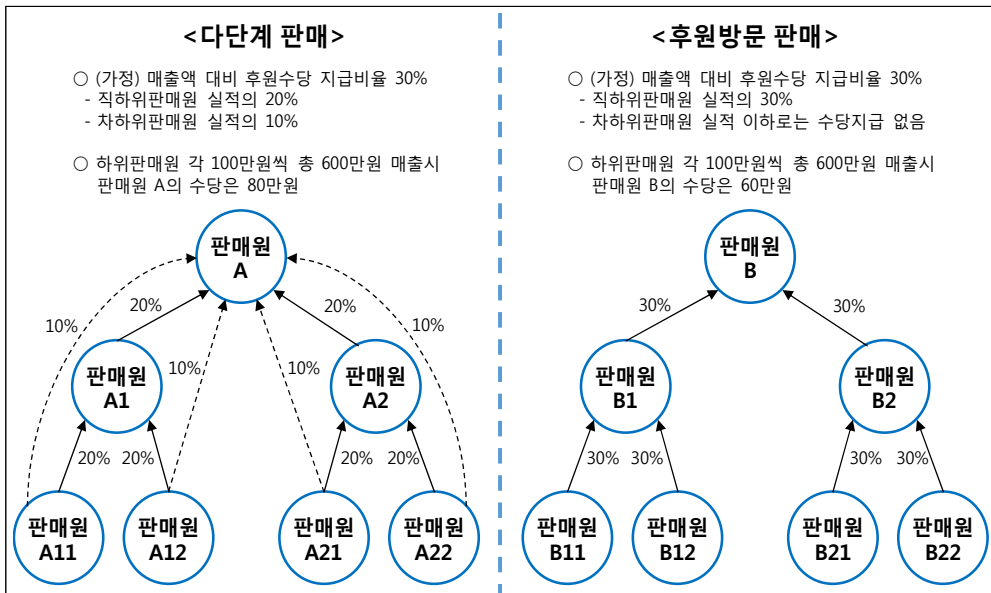 <다단계 판매>
○ (가정) 매출액 대비 후원수당 지급비율 30%
- 직하위판매원 실적의 20%
- 차하위판매원 실적의 10%
○ 하위판매원 각 100만원씩 총 600만원 매출시
판매원 A의 수당은 80만원
판매원
A
20%
20%
10%
10%
10%
10%
판매원
A1
판매원
A2
20%
20%
20%
20%
판매원
A11
판매원
A12
판매원
A21
판매원
A22
<후원방문 판매>
○ (가정) 매출액 대비 후원수당 지급비율 30%
- 직하위판매원 실적의 30%
- 차하위판매원 실적 이하로는 수당지급 없음
○ 하위판매원 각 100만원씩 총 600만원 매출시
판매원 B의 수당은 60만원
판매원
B
30%
30%
판매원
B1
판매원
B2
30%
30%
30%
30%
판매원
B11
판매원
B12
판매원
B21
판매원
B22